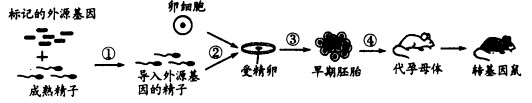 标记的外源基因
卵细胞
+
①
②
③
④
成熟精子
导入外源基
因的精子
受精卵
早期胚胎
代孕母体
转基因鼠